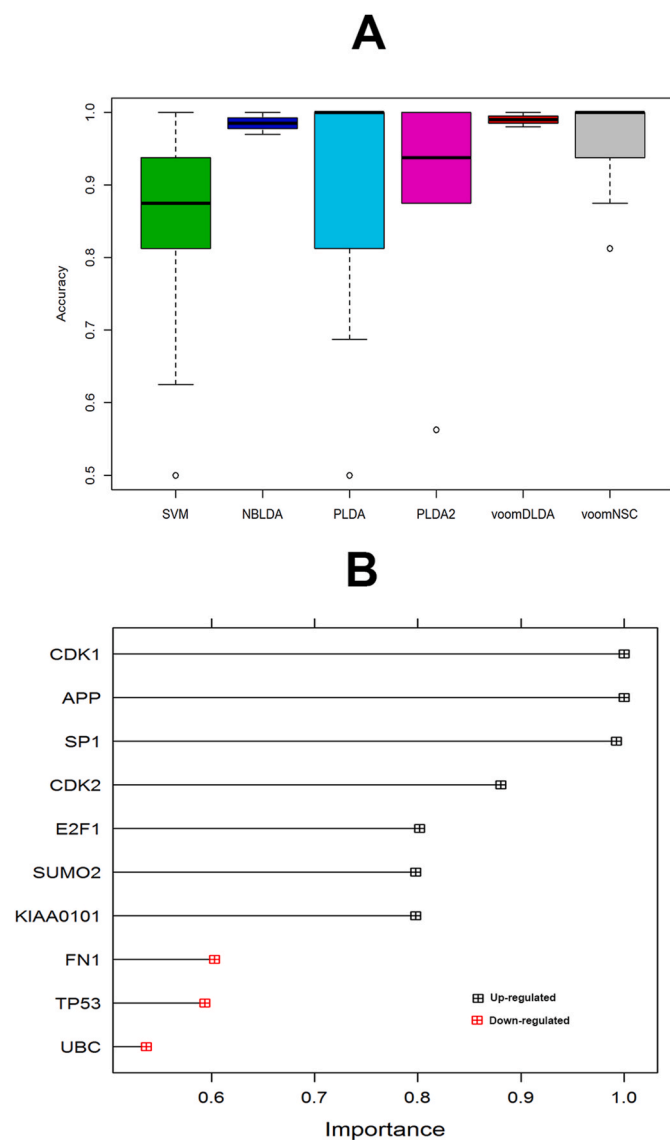 A
Accuracy
1.0
0.9
0.8
0.7
0.6
0.5
SVM NBLDA PLDA PLDA2 voomDLDA voomNSC
B
CDK1
APP
SP1
CDK2
E2F1
SUMO2
KIAA0101
FN1
TP53
UBC
Up-regulated
Down-regulated
0.6 0.7 0.8 0.9 1.0
Importance